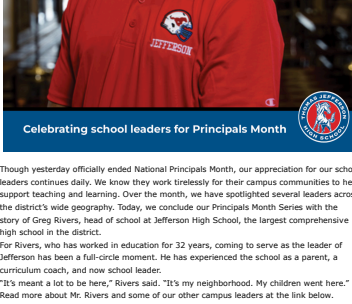 JEFFERSON
Celebrating school leaders for Principals Month
THOMAS JEFFERSON
HIGH SCHOOL
Though yesterday officially ended National Principals Month, our appreciation for our scho
leaders continues daily. We know they work tirelessly for their campus communities to he
support teaching and learning. Over the month, we have spotlighted several leaders acros
the district's wide geography. Today, we conclude our Principals Month Series with the
story of Greg Rivers, head of school at Jefferson High School, the largest comprehensive
high school in the district.
For Rivers, who has worked in education for 32 years, coming to serve as the leader of
Jefferson has been a full-circle moment. He has experienced the school as a parent, a
curriculum coach, and now school leader.
"It's meant a lot to be here," Rivers said. "It's my neighborhood. My children went here."
Read more about Mr. Rivers and some of our other campus leaders at the link below.